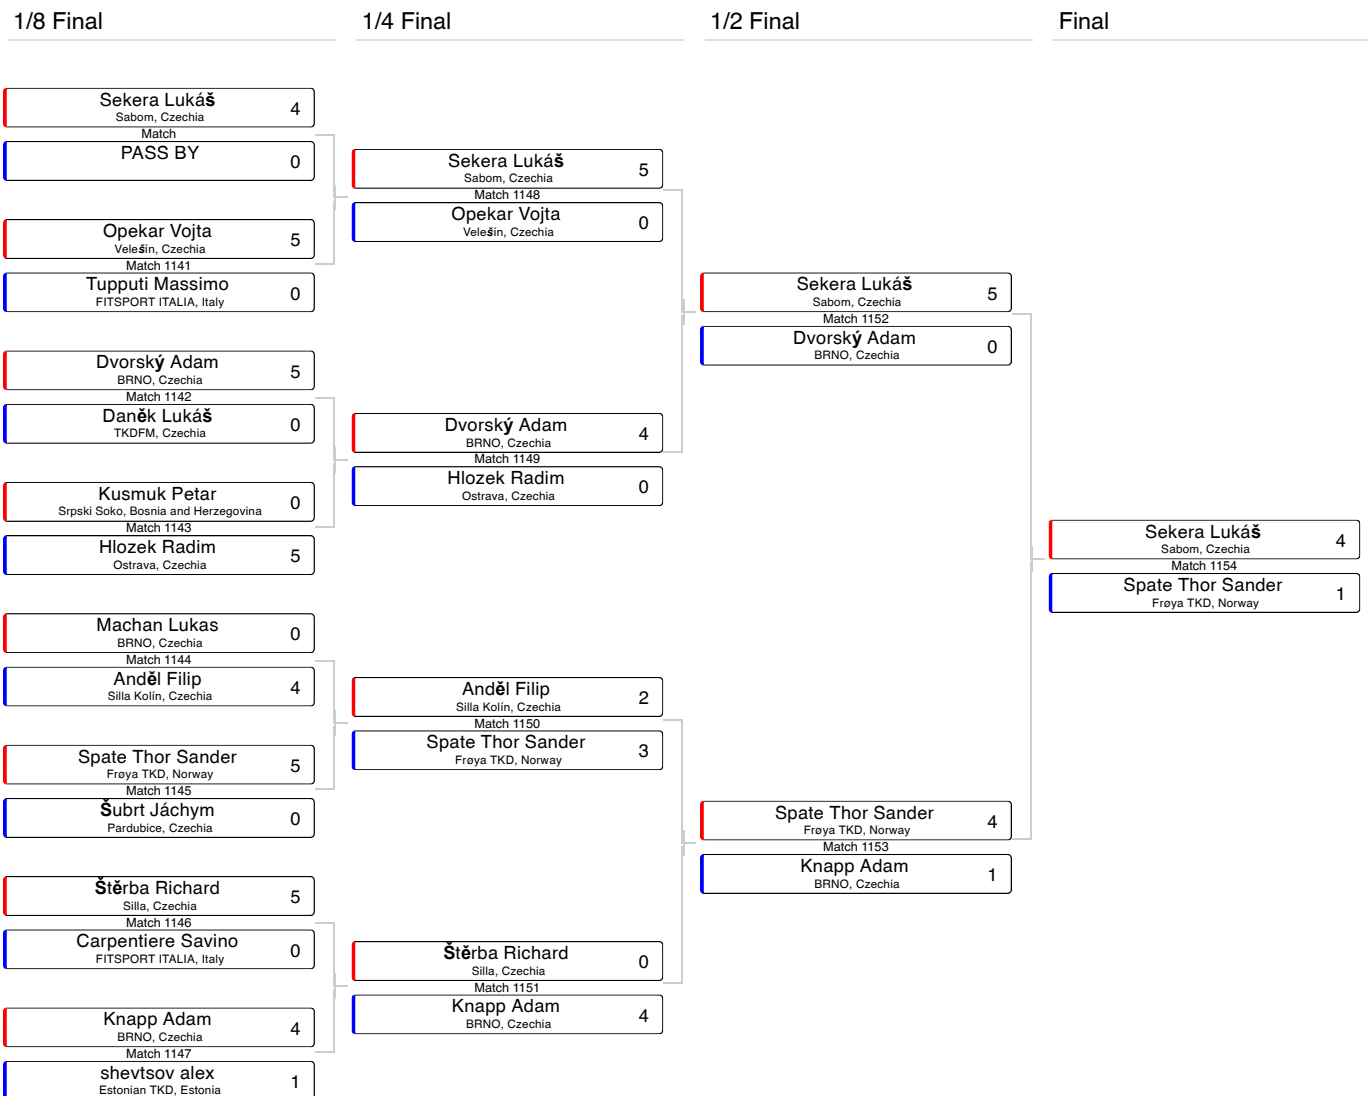 1/8 Final
1/4 Final
1/2 Final
Final
Sekera Lukáš
4
Sabom, Czechia
Match
PASS BY
0
Opekar Vojta
5
Velešín, Czechia
Match 1141
Tupputi Massimo
0
FITSPORT ITALIA, Italy
Dvorský Adam
5
BRNO, Czechia
Match 1142
Daněk Lukáš
0
TKDFM, Czechia
Kusmuk Petar
0
Srpski Soko, Bosnia and Herzegovina
Match 1143
Hlozek Radim
5
Ostrava, Czechia
Machan Lukas
0
BRNO, Czechia
Match 1144
Anděl Filip
4
Silla Kolín, Czechia
Spate Thor Sander
5
Frøya TKD, Norway
Match 1145
Šubrt Jáchym
0
Pardubice, Czechia
Štěrba Richard
5
Silla, Czechia
Match 1146
Carpentiere Savino
0
FITSPORT ITALIA, Italy
Knapp Adam
4
BRNO, Czechia
Match 1147
shevtsov alex
1
Estonian TKD, Estonia
Sekera Lukáš
5
Sabom, Czechia
Match 1148
Opekar Vojta
0
Velešín, Czechia
Dvorský Adam
4
BRNO, Czechia
Match 1149
Hlozek Radim
0
Ostrava, Czechia
Anděl Filip
2
Silla Kolín, Czechia
Match 1150
Spate Thor Sander
3
Frøya TKD, Norway
Štěrba Richard
0
Silla, Czechia
Match 1151
Knapp Adam
4
BRNO, Czechia
Sekera Lukáš
5
Sabom, Czechia
Match 1152
Dvorský Adam
0
BRNO, Czechia
Spate Thor Sander
4
Frøya TKD, Norway
Match 1153
Knapp Adam
1
BRNO, Czechia
Sekera Lukáš
4
Sabom, Czechia
Match 1154
Spate Thor Sander
1
Frøya TKD, Norway